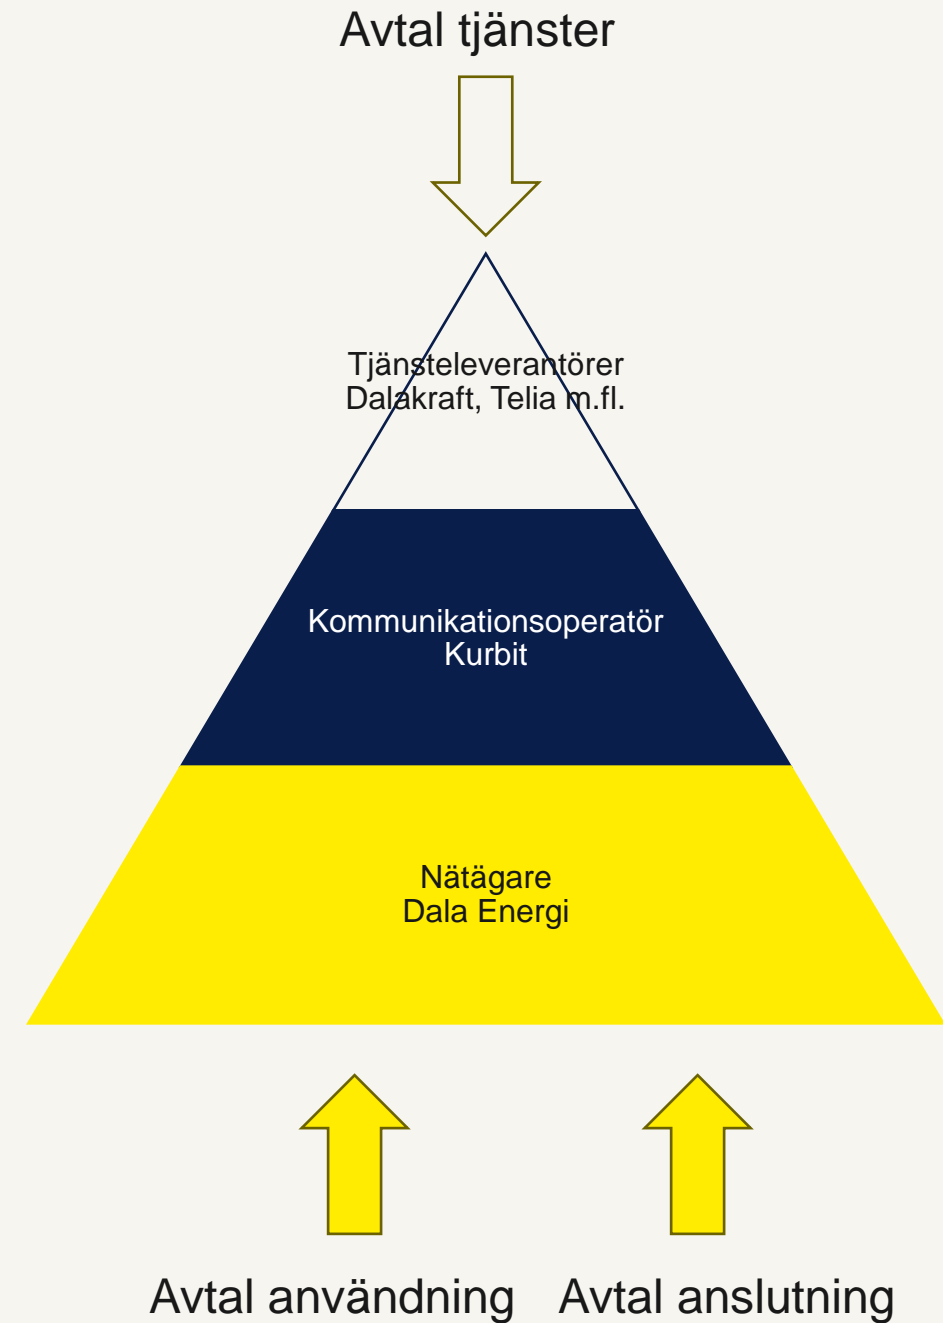 Avtal tjänster
Tjänsteleverantörer
Dalakraft, Telia m.fl.
Kommunikationsoperatör
Kurbit
Nätägare
Dala Energi
Avtal användning
Avtal anslutning